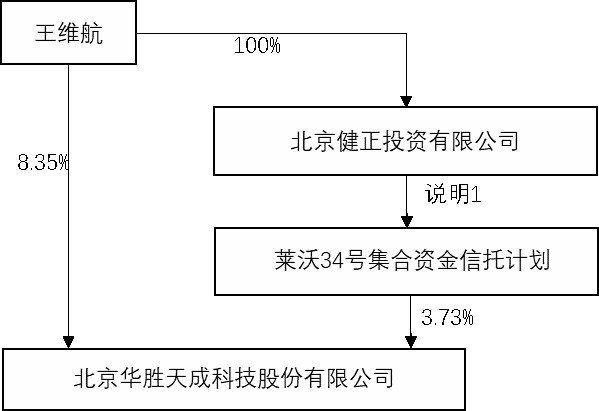 王维航
100%
北京健正投资有限公司
8.35%
说明1
莱沃34号集合资金信托计划
3.73%
北京华胜天成科技股份有限公司